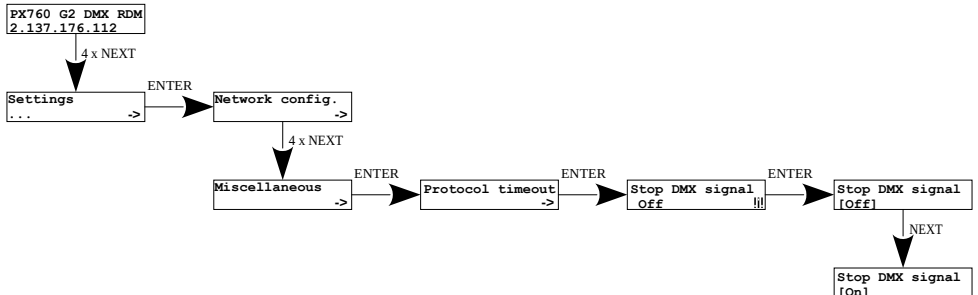 PX760 G2 DMX RDM
2.137.176.112
4 x NEXT
Settings
... ->
ENTER
Network config.
->
4 x NEXT
Miscellaneous
->
ENTER
Protocol timeout
->
ENTER
Stop DMX signal
Off !i!
ENTER
Stop DMX signal
[Off]
NEXT
Stop DMX signal
[On]